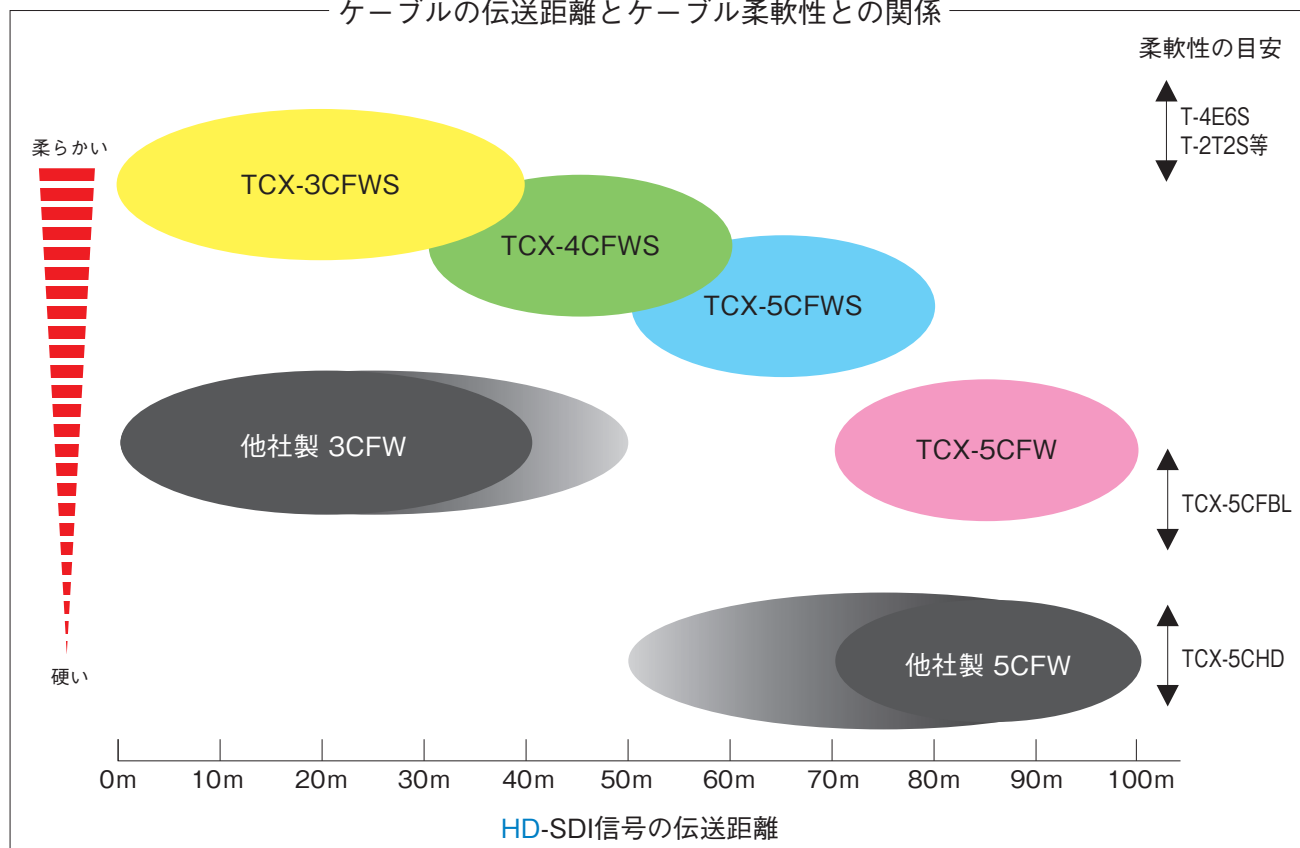 ケーブルの伝送距離とケーブル柔軟性との関係
柔軟性の目安
T-4E6S
T-2T2S等
柔らかい
TCX-3CFWS
TCX-4CFWS
TCX-5CFWS
他社製 3CFW
TCX-5CFW
TCX-5CFBL
他社製 5CFW
TCX-5CHD
硬い
0m 10m 20m 30m 40m 50m 60m 70m 80m 90m 100m
HD-SDI信号の伝送距離